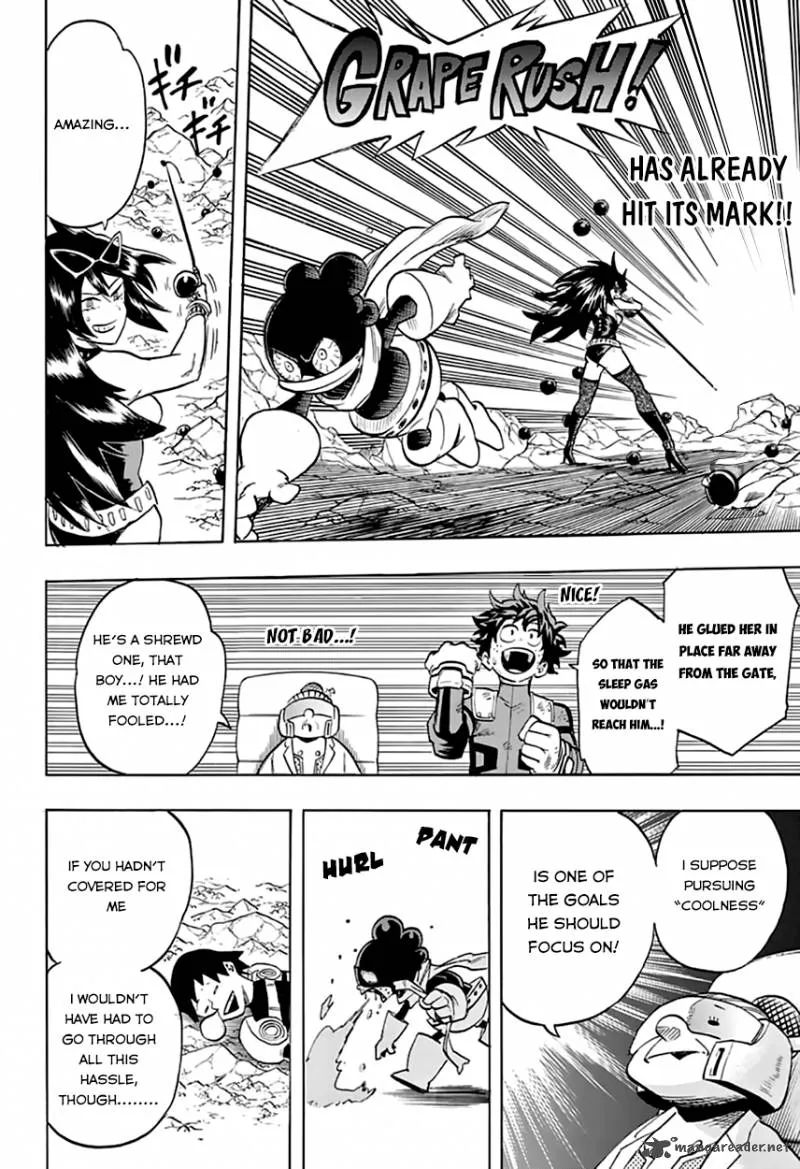 GRAPE RUSH!
HAS ALREADY
HIT ITS MARK!!
ギチ
ギチ
AMAZING...
HE GLUED HER IN
PLACE FAR AWAY
FROM THE GATE,
SO THAT THE
SLEEP GAS
WOULDN'T
REACH HIM...!
NICE!
NOT BAD...!
HE'S A SHREWD
ONE, THAT
BOY...! HE HAD
ME TOTALLY
FOOLED...!
I SUPPOSE
PURSUING
"COOLNESS"
IS ONE OF
THE GOALS
HE SHOULD
FOCUS ON!
PANT
HURL
IF YOU HADN'T
COVERED FOR
ME
I WOULDN'T
HAVE HAD TO
GO THROUGH
ALL THIS
HASSLE,
THOUGH........
mangareader.net